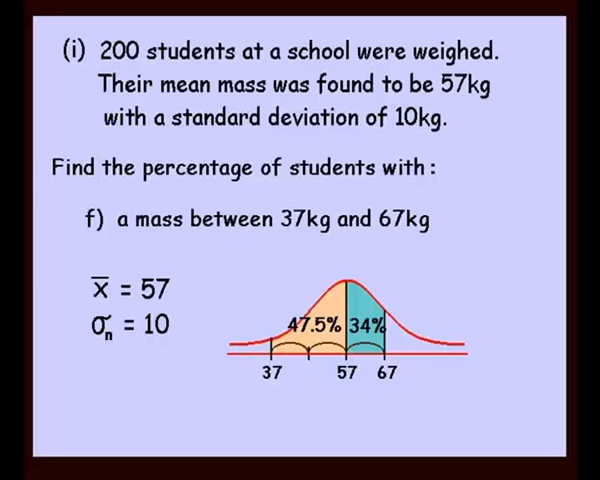 (i) 200 students at a school were weighed.
Their mean mass was found to be 57kg
with a standard deviation of 10kg.
Find the percentage of students with :
f) a mass between 37kg and 67kg
x̅ = 57
σₙ = 10
47.5% 34%
37 57 67